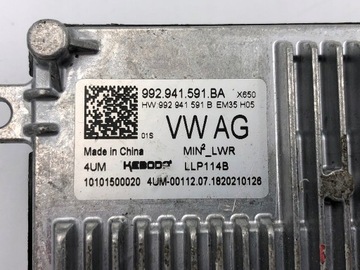 992.941.591.BA X650
HW 992 941 591 B EM35 H05
01S VW AG
Made in China MIN²_LWR
4UM KEBODA LLP114B
10101500020 4UM-00112.07.1820210126